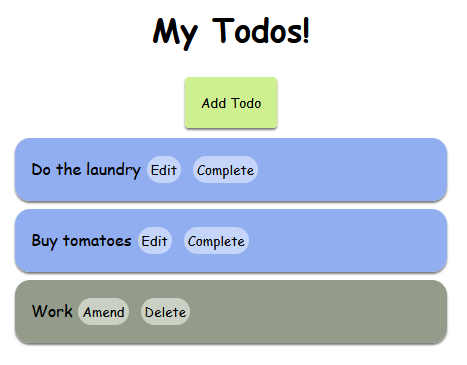 My Todos!
Add Todo
Do the laundry Edit Complete
Buy tomatoes Edit Complete
Work Amend Delete